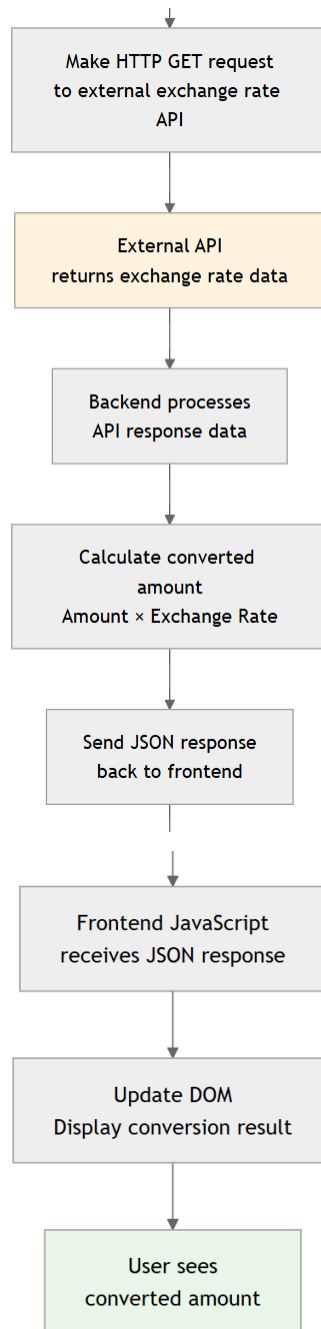 Make HTTP GET request
to external exchange rate
API
External API
returns exchange rate data
Backend processes
API response data
Calculate converted
amount
Amount × Exchange Rate
Send JSON response
back to frontend
Frontend JavaScript
receives JSON response
Update DOM
Display conversion result
User sees
converted amount